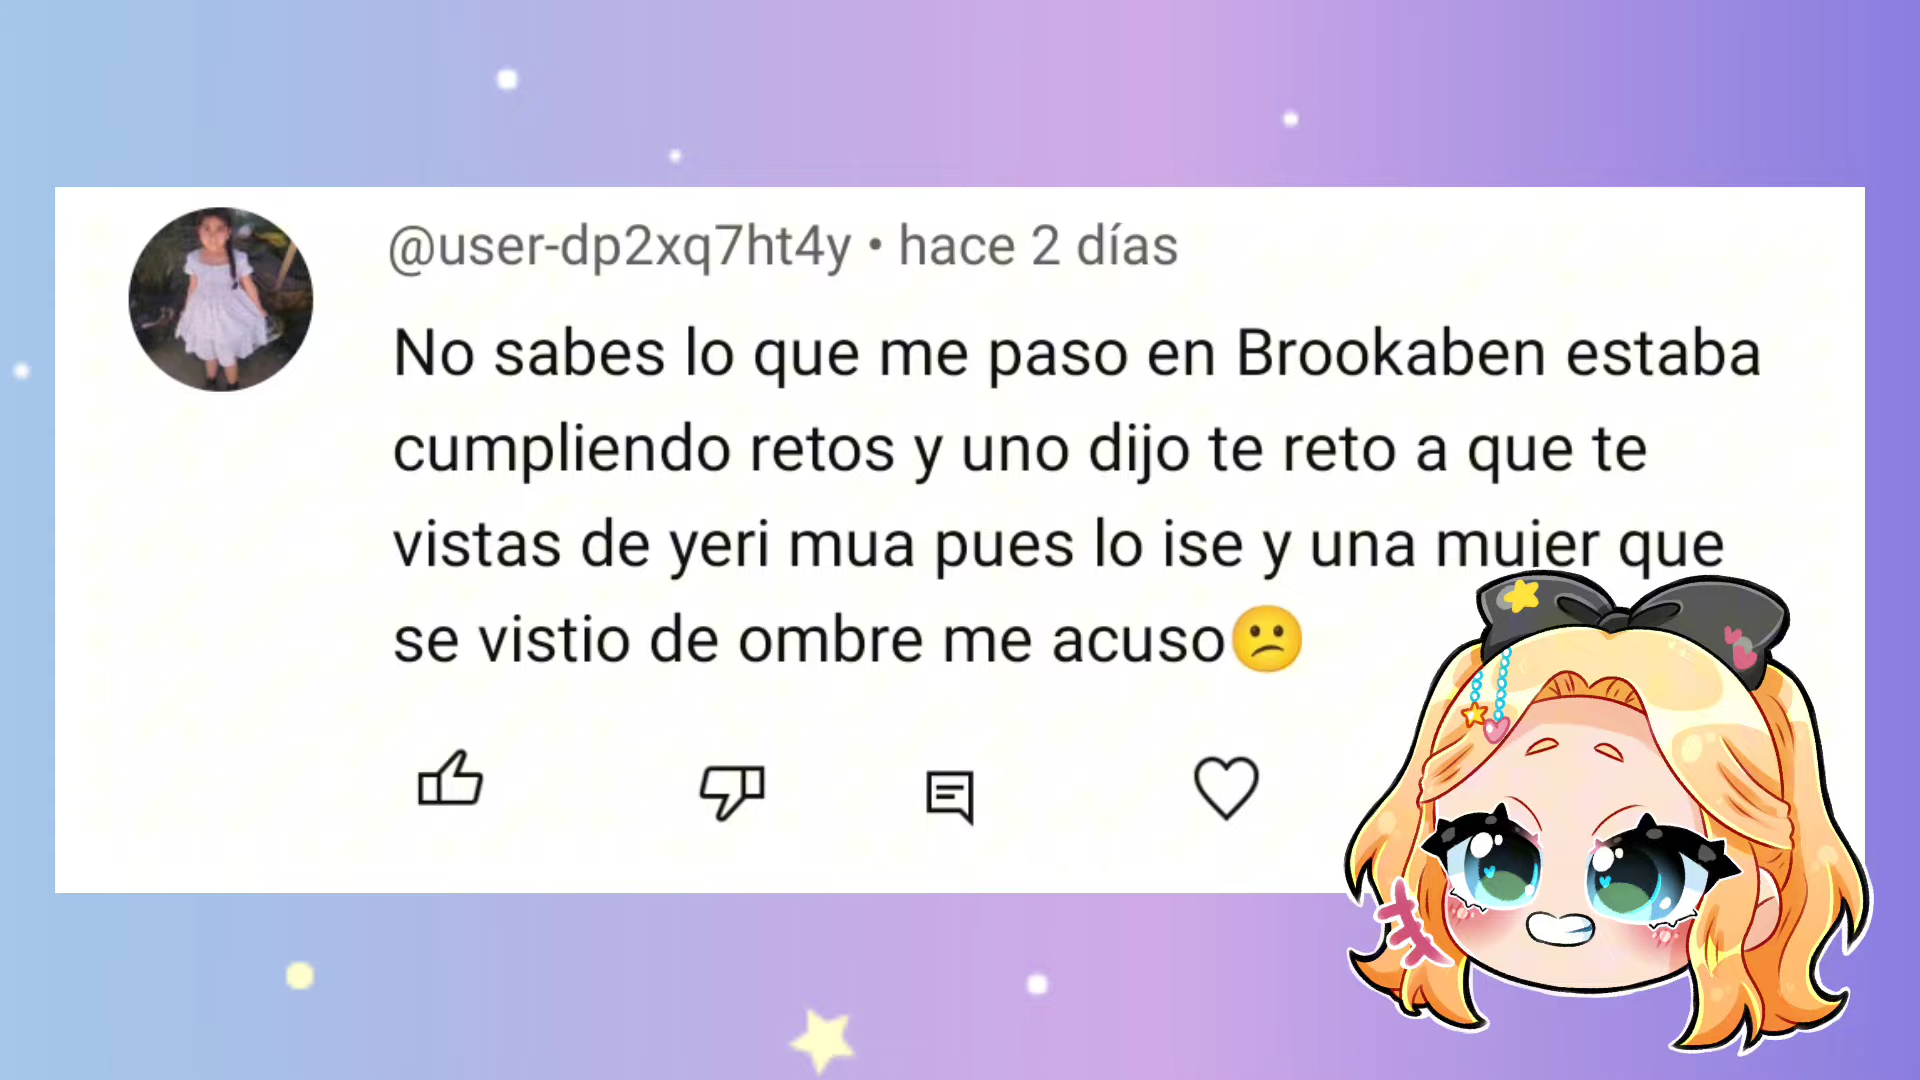 @user-dp2xq7ht4y • hace 2 días
No sabes lo que me paso en Brookaben estaba
cumpliendo retos y uno dijo te reto a que te
vistas de yeri mua pues lo ise y una mujer que
se vistio de ombre me acuso😕